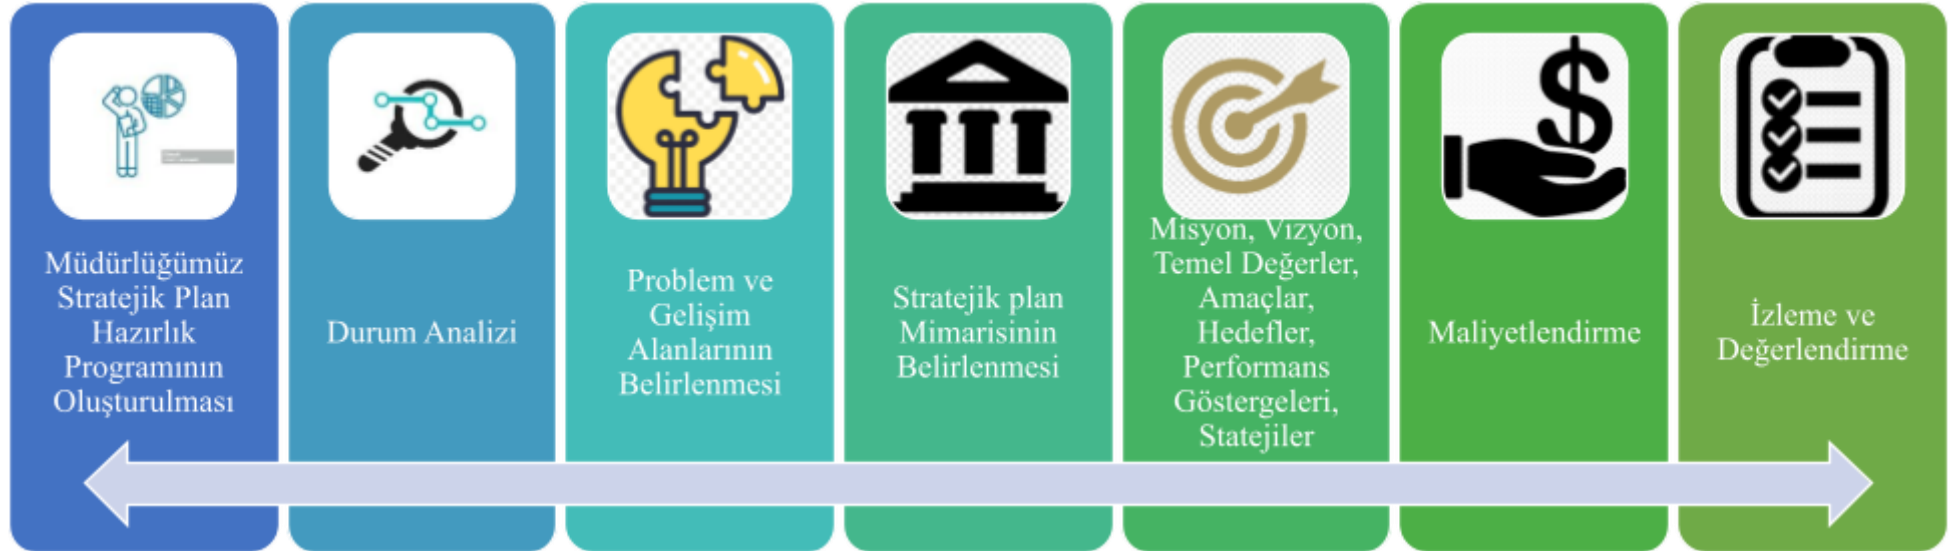 Müdürlüğümüz
Stratejik Plan
Hazırlık
Programının
Oluşturulması
Durum Analizi
Problem ve
Gelişim
Alanlarının
Belirlenmesi
Stratejik plan
Mimarisinin
Belirlenmesi
Misyon, Vizyon,
Temel Değerler,
Amaçlar,
Hedefler,
Performans
Göstergeleri,
Statejiler
Maliyetlendirme
İzleme ve
Değerlendirme